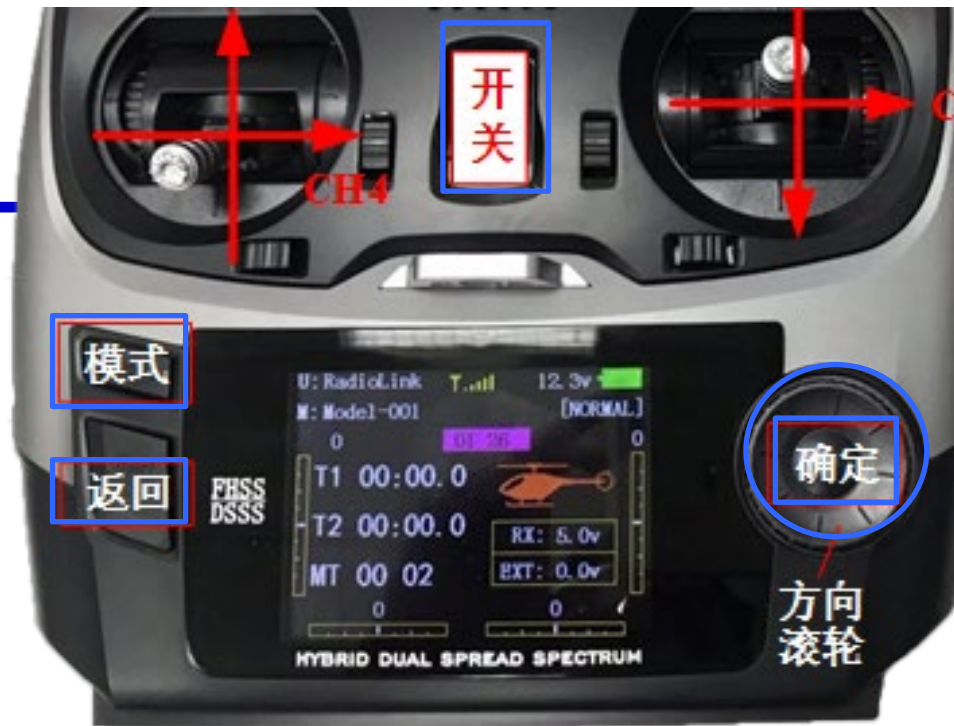 开
关
CH4
C
模式
返回
确定
方向
滚轮
FHSS
DSSS
U:RadioLink 12.3v
M:Model-001 [NORMAL]
0 01 26 0
T1 00:00.0
T2 00:00.0
RX: 5.0v
MT 00 02
EXT: 0.0v
0 0
HYBRID DUAL SPREAD SPECTRUM